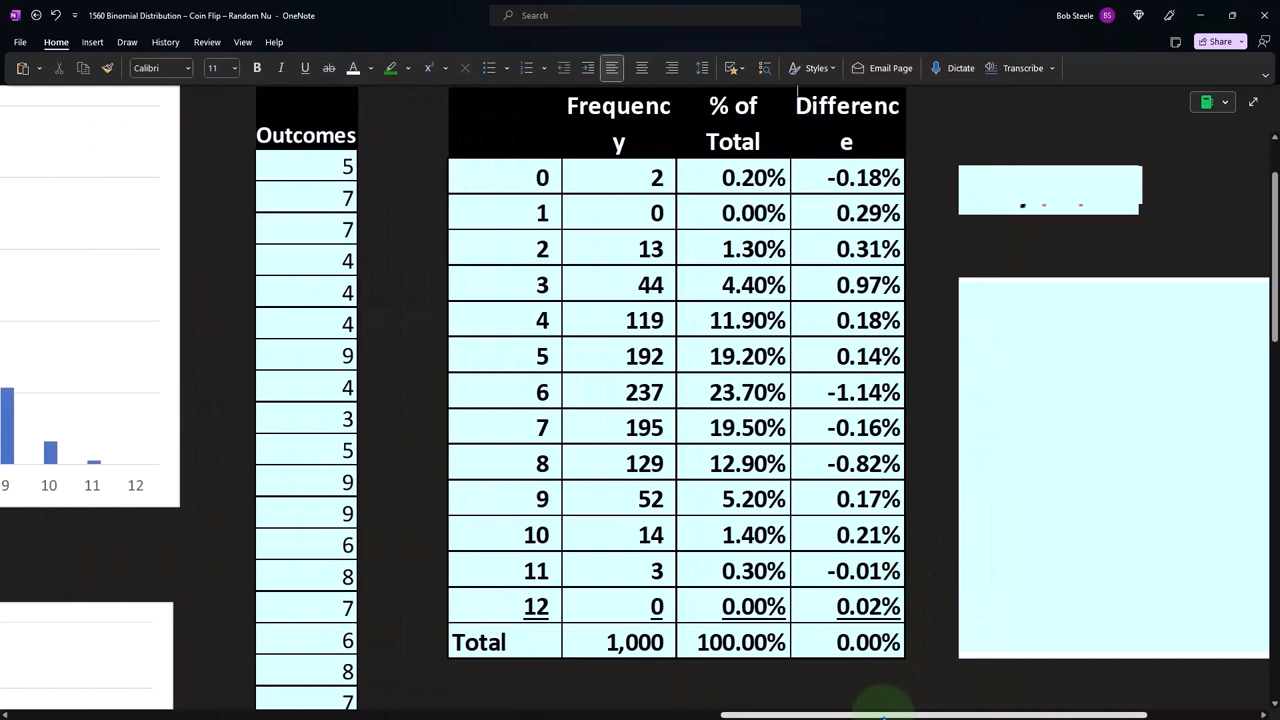 1560 Binomial Distribution – Coin Flip – Random Nu - OneNote
Search
Bob Steele BS
File Home Insert Draw History Review View Help
Share
Calibri 11 B I U ab A x Styles Email Page Dictate Transcribe
Outcomes
5
7
7
4
4
4
9
4
3
5
9
9
6
8
7
6
8
7
Frequenc
y % of
Total Differenc
e
0 2 0.20% -0.18%
1 0 0.00% 0.29%
2 13 1.30% 0.31%
3 44 4.40% 0.97%
4 119 11.90% 0.18%
5 192 19.20% 0.14%
6 237 23.70% -1.14%
7 195 19.50% -0.16%
8 129 12.90% -0.82%
9 52 5.20% 0.17%
10 14 1.40% 0.21%
11 3 0.30% -0.01%
12 0 0.00% 0.02%
Total 1,000 100.00% 0.00%
9 10 11 12